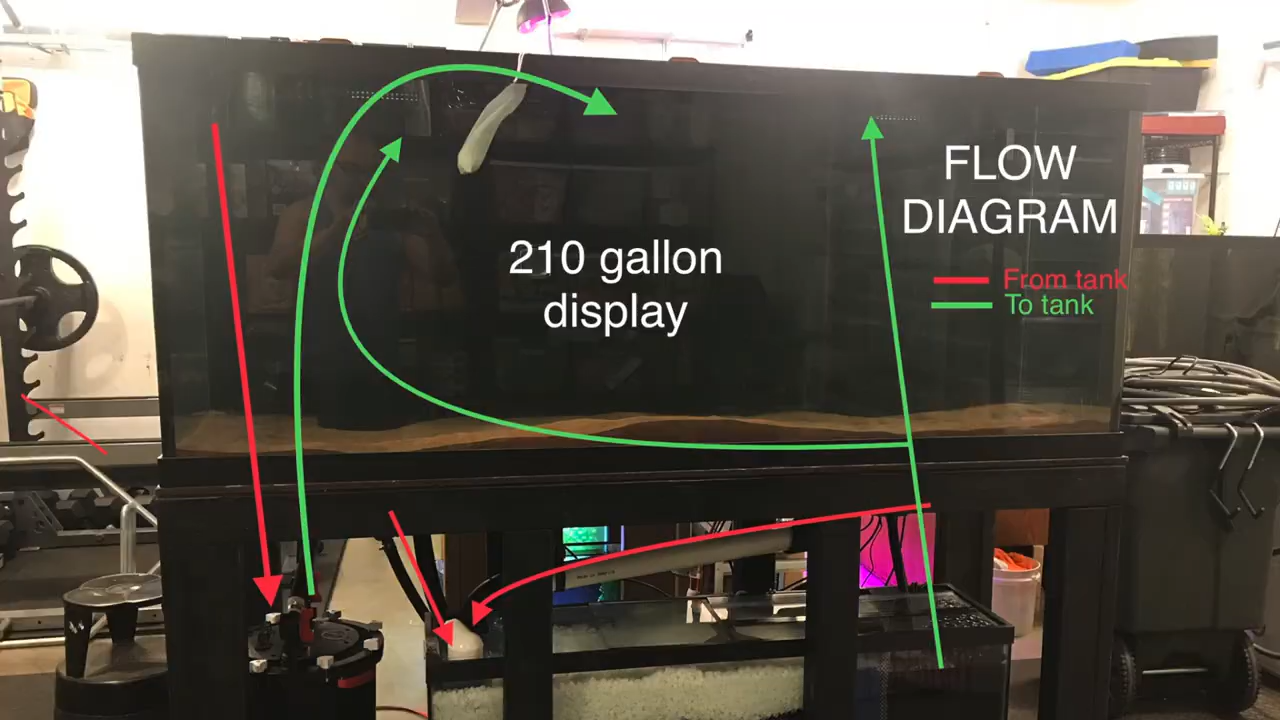 FLOW
DIAGRAM
From tank
To tank
210 gallon
display